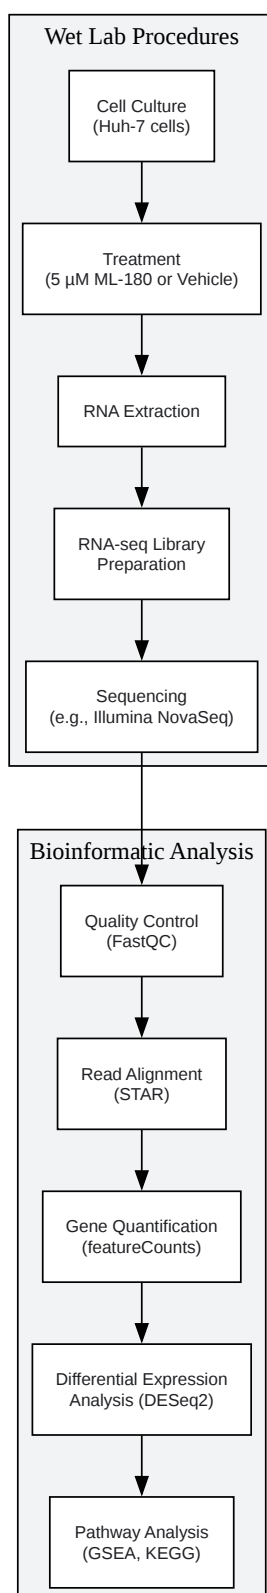 Wet Lab Procedures
Cell Culture
(Huh-7 cells)
Treatment
(5 µM ML-180 or Vehicle)
RNA Extraction
RNA-seq Library
Preparation
Sequencing
(e.g., Illumina NovaSeq)
Bioinformatic Analysis
Quality Control
(FastQC)
Read Alignment
(STAR)
Gene Quantification
(featureCounts)
Differential Expression
Analysis (DESeq2)
Pathway Analysis
(GSEA, KEGG)